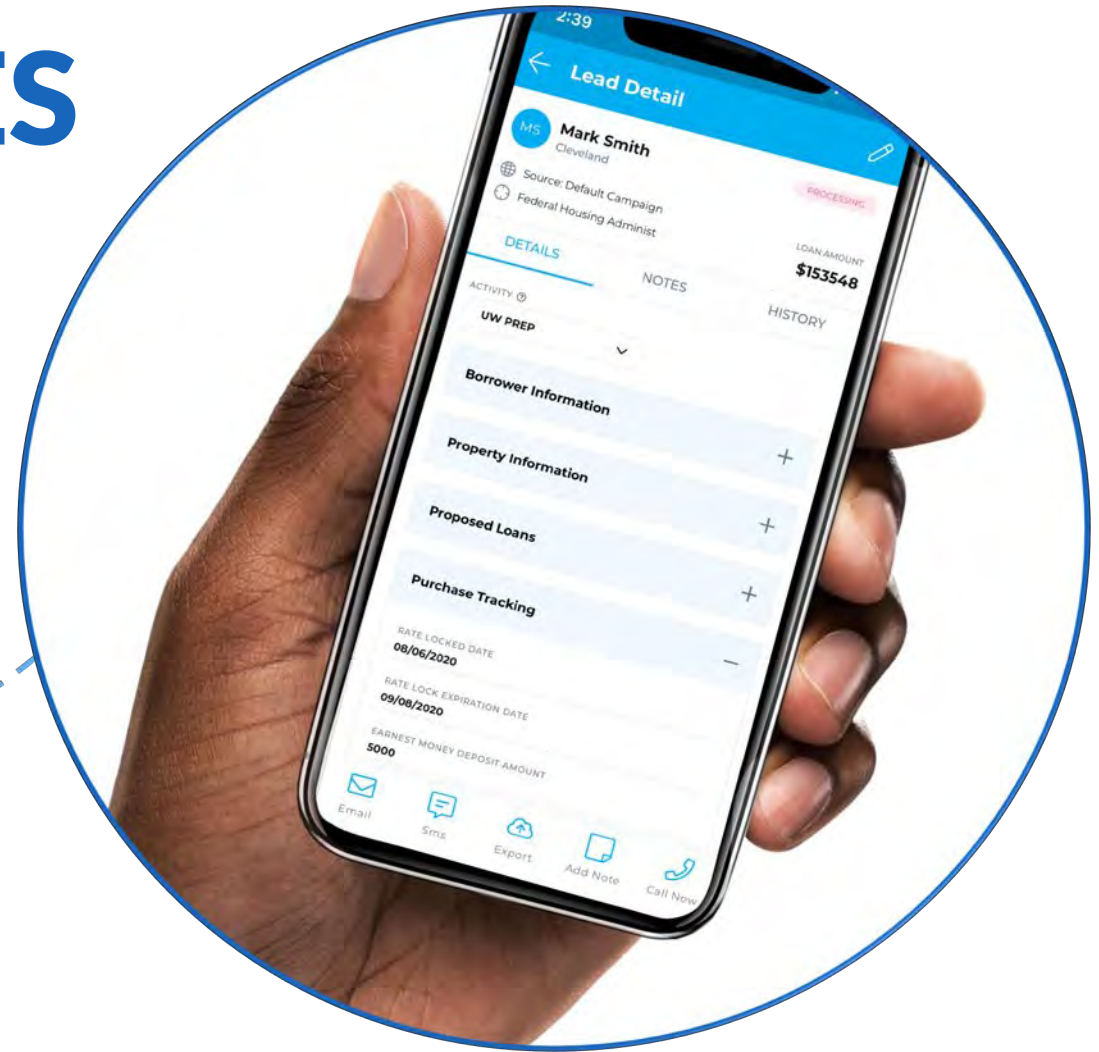 ES
2:39
Lead Detail
MS
Mark Smith
Cleveland
PROCESSING
Source: Default Campaign
Federal Housing Administ
LOAN AMOUNT
$153548
DETAILS
NOTES
HISTORY
ACTIVITY
UW PREP
Borrower Information
Property Information
Proposed Loans
Purchase Tracking
RATE LOCKED DATE
08/06/2020
RATE LOCK EXPIRATION DATE
09/08/2020
EARNEST MONEY DEPOSIT AMOUNT
5000
Email
Sms
Export
Add Note
Call Now